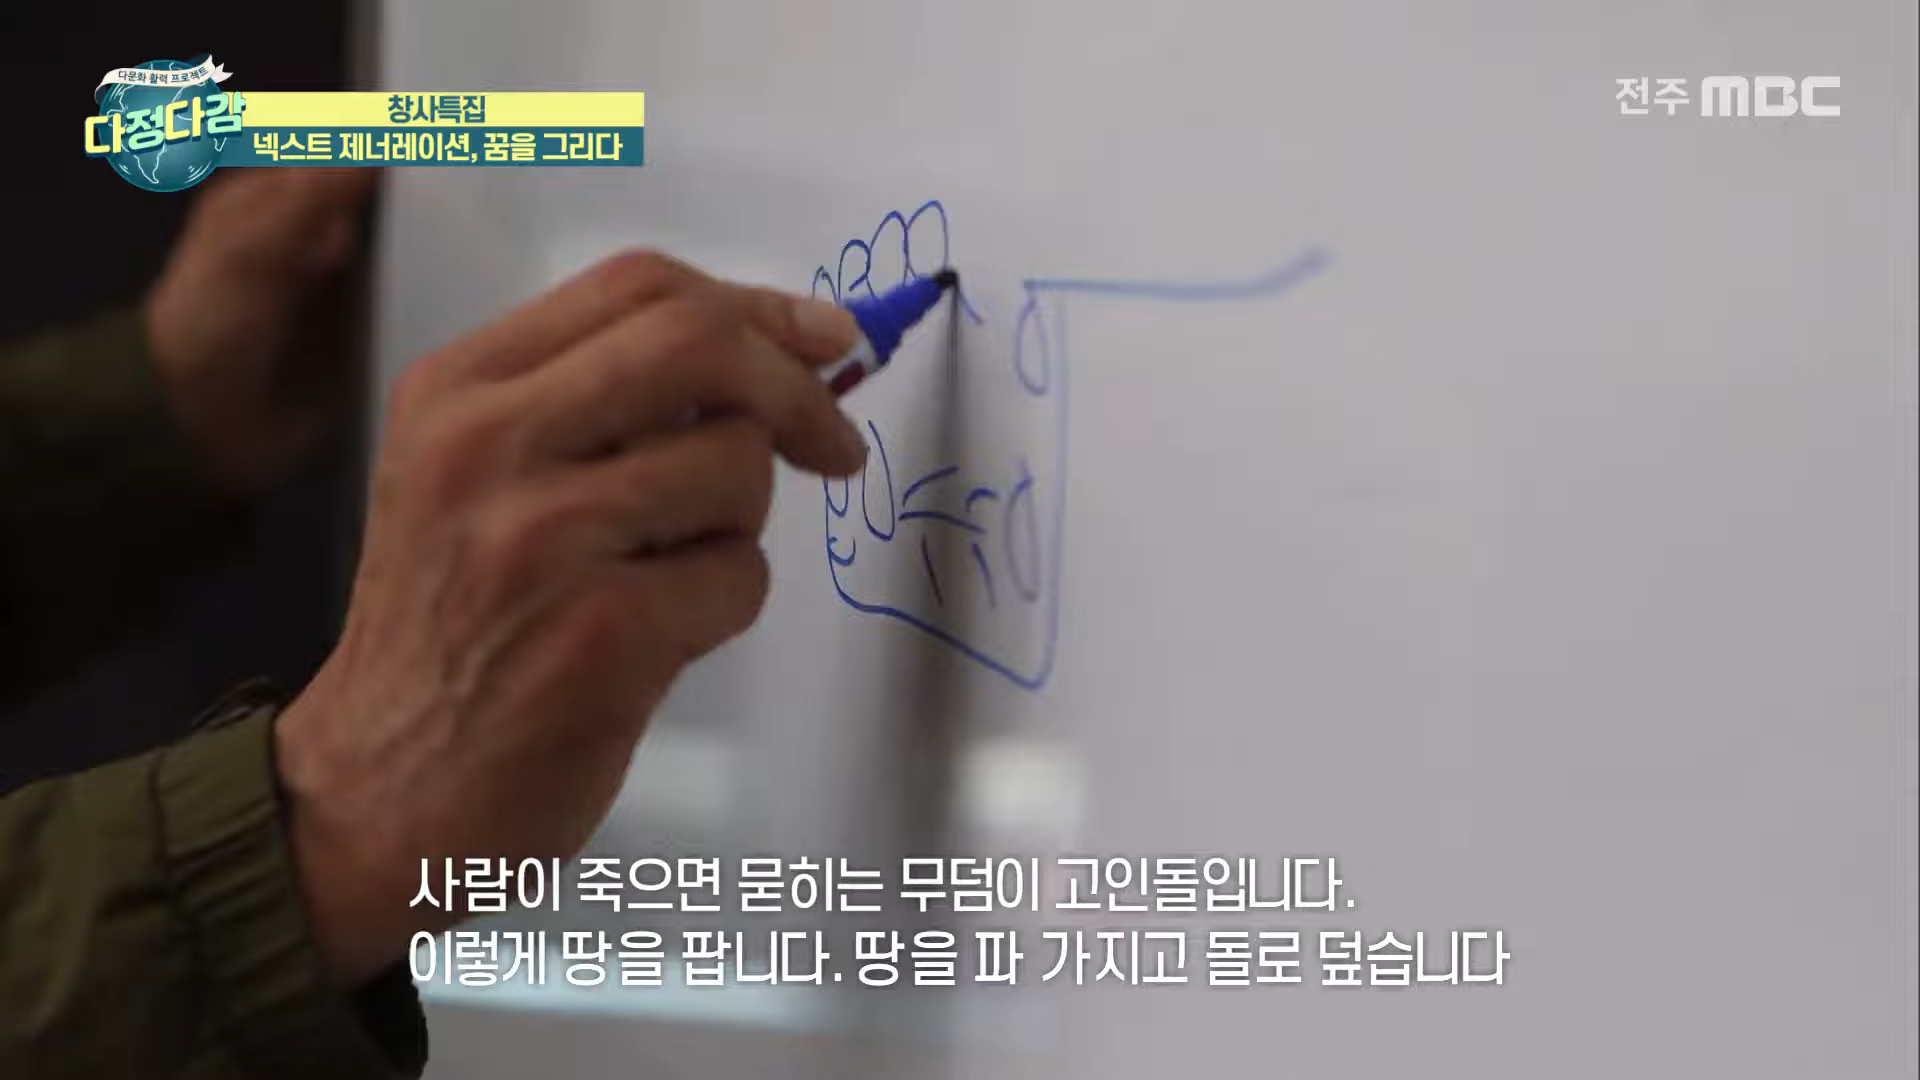 다문화 활력 프로젝트
다정다감
창사특집
넥스트 제너레이션, 꿈을 그리다
전주 MBC
사람이 죽으면 묻히는 무덤이 고인돌입니다.
이렇게 땅을 팝니다. 땅을 파 가지고 돌로 덮습니다